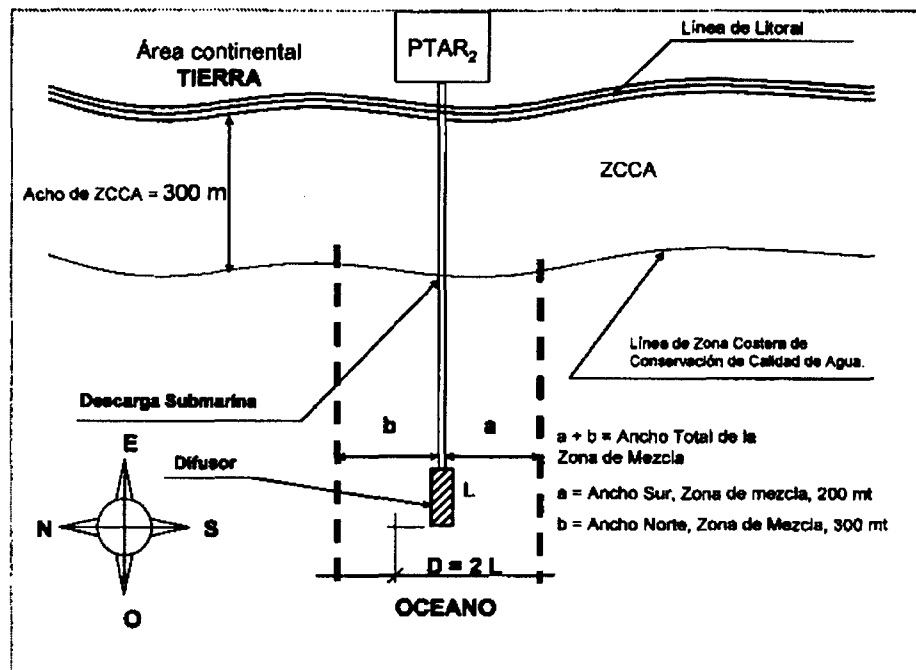 Área continental
TIERRA
PTAR2
Línea de Litoral
Acho de ZCCA = 300 m
ZCCA
Línea de Zona Costera de
Conservación de Calidad de Agua.
Descarga Submarina
b
a
a + b = Ancho Total de la
Zona de Mezcla
Difusor
L
a = Ancho Sur, Zona de mezcla, 200 mt
b = Ancho Norte, Zona de Mezcla, 300 mt
E
N
S
O
D = 2 L
OCEANO